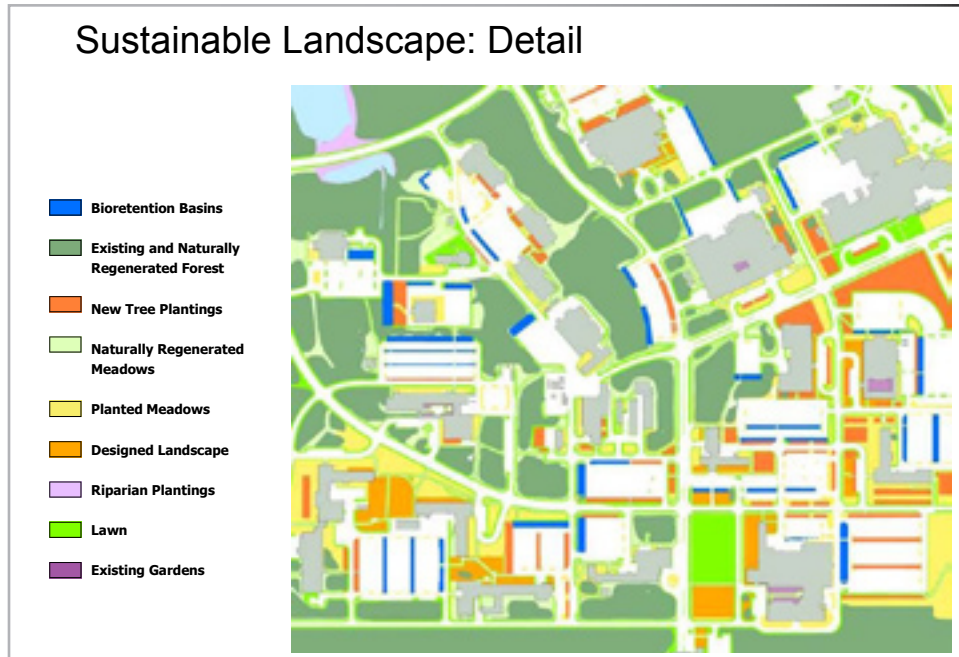 Sustainable Landscape: Detail
Bioretention Basins
Existing and Naturally
Regenerated Forest
New Tree Plantings
Naturally Regenerated
Meadows
Planted Meadows
Designed Landscape
Riparian Plantings
Lawn
Existing Gardens